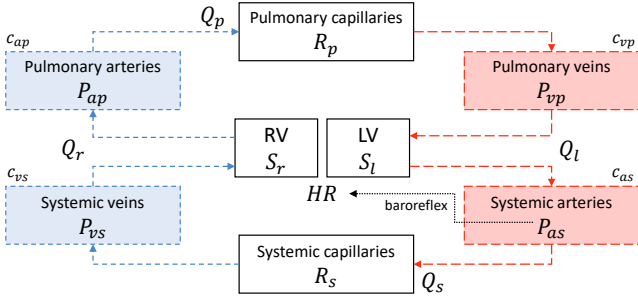 Q_p
Pulmonary capillaries
R_p
c_ap
Pulmonary arteries
P_ap
c_vp
Pulmonary veins
P_vp
RV
S_r
LV
S_l
Q_r
Q_l
HR
baroreflex
c_vs
Systemic veins
P_vs
c_as
Systemic arteries
P_as
Systemic capillaries
R_s
Q_s